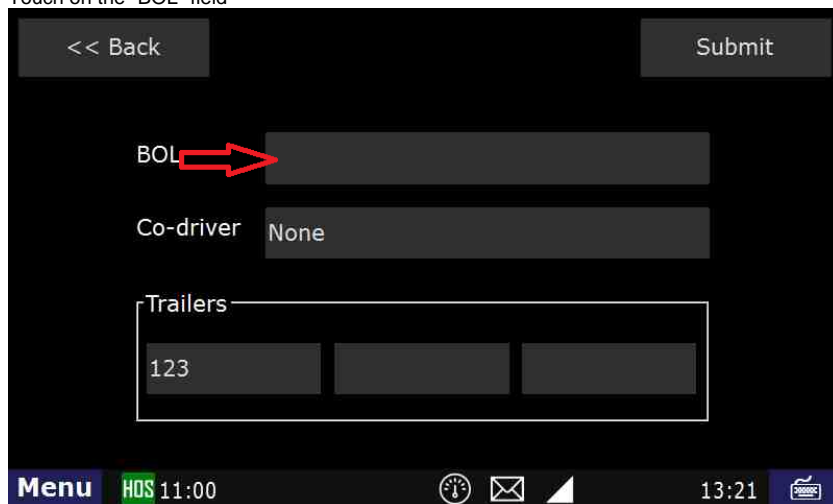 Touch on the "BOL" field
<< Back Submit
BOL
Co-driver None
Trailers
123
Menu HOS 11:00 13:21